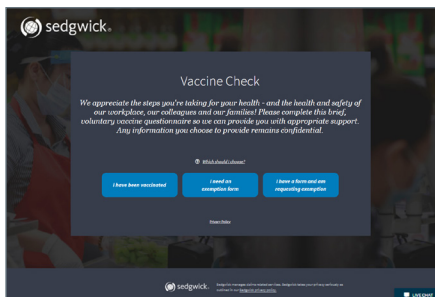 sedgwick®
Vaccine Check
We appreciate the steps you're taking for your health - and the health and safety of
our workplace, our colleagues and our families! Please complete this brief,
voluntary vaccine questionnaire so we can provide you with appropriate support.
Any information you choose to provide remains confidential.
Which should I choose?
I have been vaccinated
I need an
exemption form
I have a form and am
requesting exemption
Privacy Policy
sedgwick.
LIVE CHAT